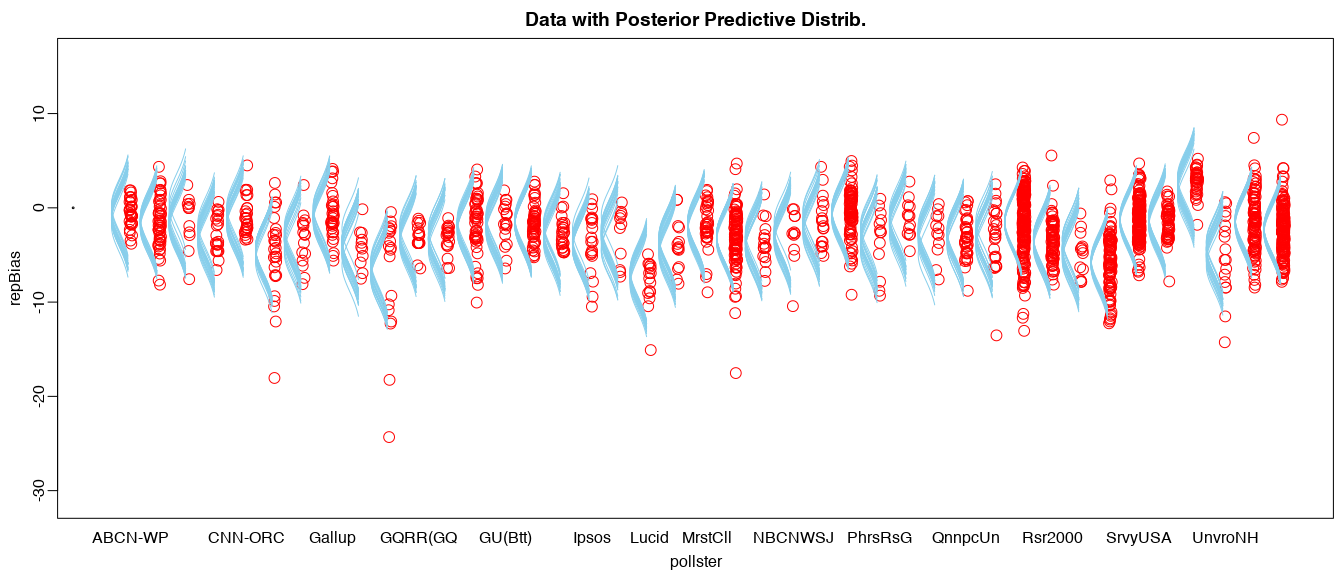 Data with Posterior Predictive Distrib.
repBias
10
0
-10
-20
-30
ABCN-WP CNN-ORC Gallup GQRR(GQ GU(Btt) Ipsos Lucid MrstCll NBCNWSJ PhrsRsG QnnpcUn Rsr2000 SrvyUSA UnvroNH
pollster